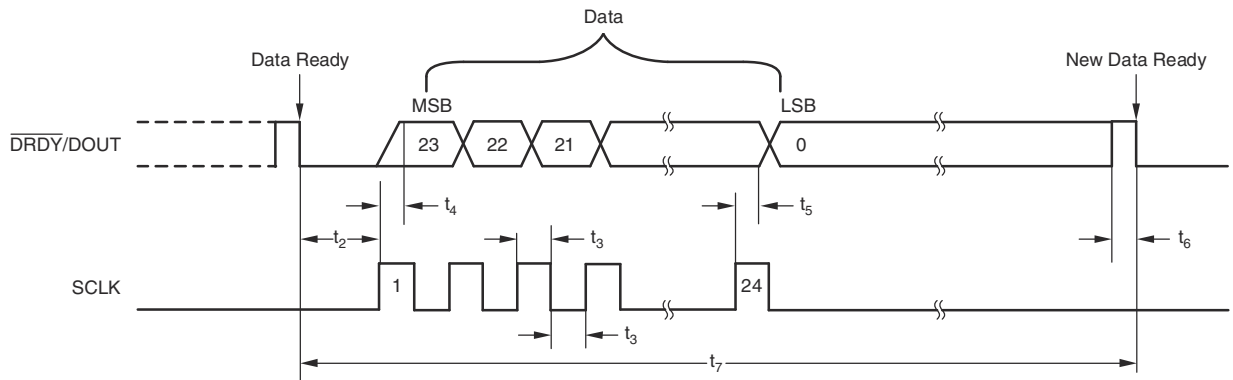 Data
Data Ready
New Data Ready
MSB
LSB
DRDY/DOUT
23
22
21
0
t4
t5
t2
t3
t6
SCLK
1
24
t3
t7